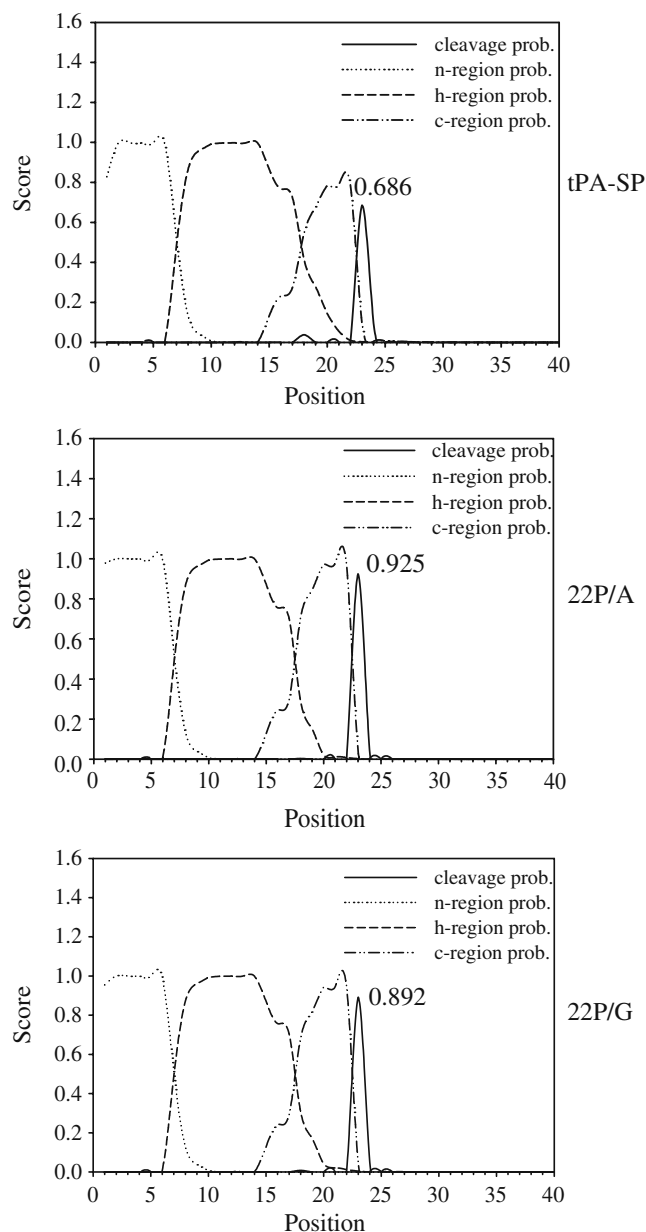 1.6
cleavage prob.
1.4
n-region prob.
1.2
h-region prob.
c-region prob.
1.0
0.8
0.686
tPA-SP
Score
0.6
0.4
0.2
0.0
0 5 10 15 20 25 30 35 40
Position
1.6
cleavage prob.
1.4
n-region prob.
1.2
h-region prob.
c-region prob.
1.0
0.925
0.8
22P/A
Score
0.6
0.4
0.2
0.0
0 5 10 15 20 25 30 35 40
Position
1.6
cleavage prob.
1.4
n-region prob.
1.2
h-region prob.
c-region prob.
1.0
0.892
0.8
22P/G
Score
0.6
0.4
0.2
0.0
0 5 10 15 20 25 30 35 40
Position